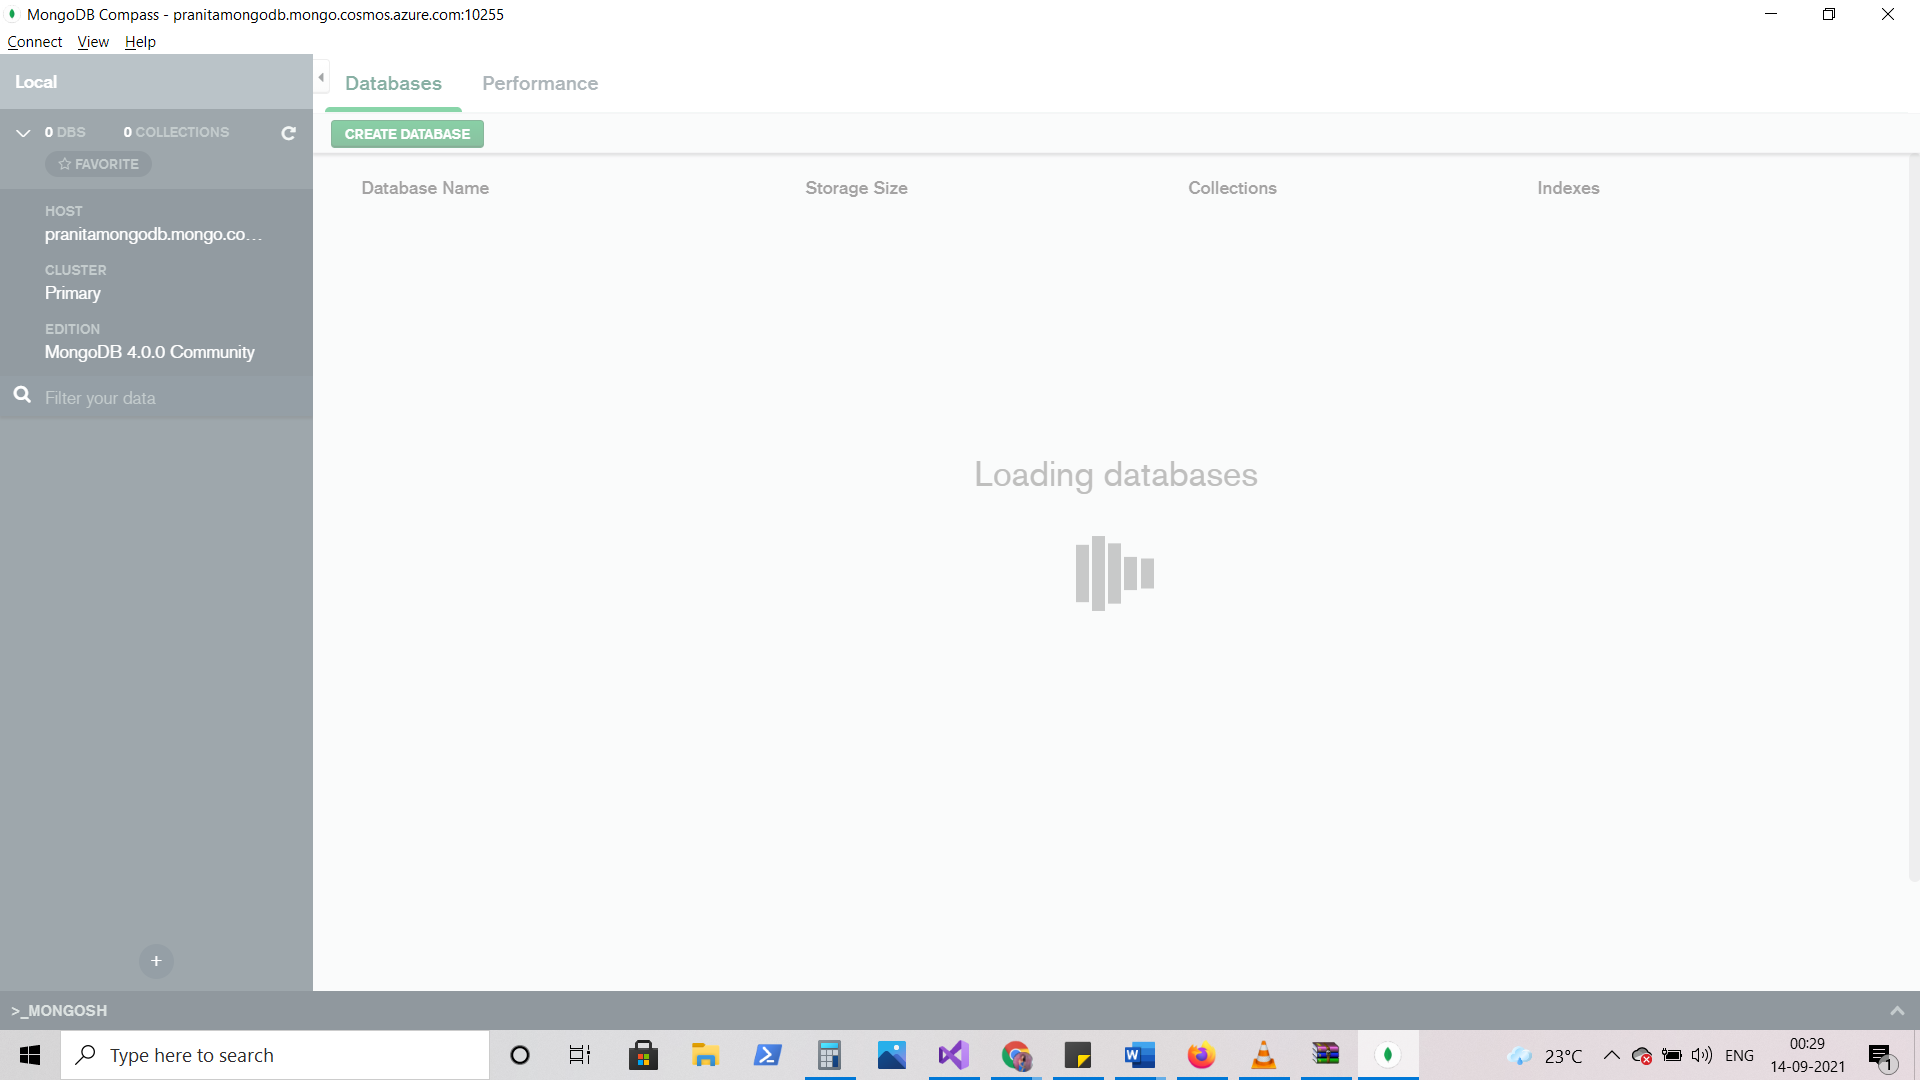 MongoDB Compass - pranitamongodb.mongo.cosmos.azure.com:10255
Connect View Help
Local
Databases Performance
0 DBS 0 COLLECTIONS
CREATE DATABASE
FAVORITE
Database Name Storage Size Collections Indexes
HOST
pranitamongodb.mongo.co...
CLUSTER
Primary
EDITION
MongoDB 4.0.0 Community
Filter your data
Loading databases
+
>_MONGOSH
Type here to search
23°C
ENG
00:29
14-09-2021
1